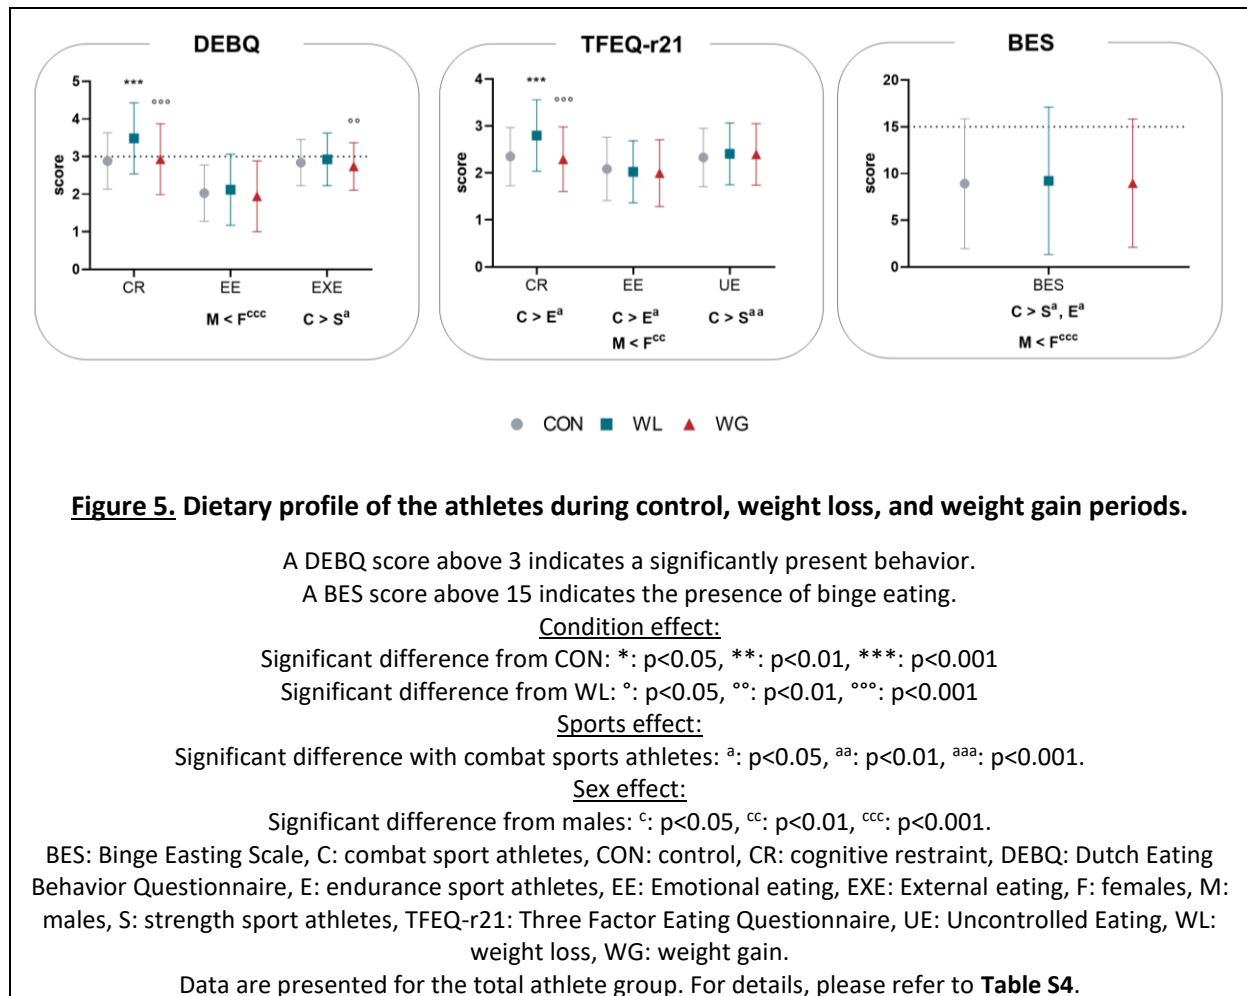 DEBQ
TFEQ-r21
BES
5
4
3
2
1
0
score
***
°°°
°°
CR
EE
EXE
M < Fᶜᶜᶜ
C > Sᵃ
4
3
2
1
0
score
***
°°°
CR
EE
UE
C > Eᵃ
C > Eᵃ
C > Sᵃᵃ
M < Fᶜᶜ
20
15
10
5
0
score
BES
C > Sᵃ, Eᵃ
M < Fᶜᶜᶜ
CON WL WG
Figure 5. Dietary profile of the athletes during control, weight loss, and weight gain periods.
A DEBQ score above 3 indicates a significantly present behavior.
A BES score above 15 indicates the presence of binge eating.
Condition effect:
Significant difference from CON: *: p<0.05, **: p<0.01, ***: p<0.001
Significant difference from WL: °: p<0.05, °°: p<0.01, °°°: p<0.001
Sports effect:
Significant difference with combat sports athletes: ᵃ: p<0.05, ᵃᵃ: p<0.01, ᵃᵃᵃ: p<0.001.
Sex effect:
Significant difference from males: ᶜ: p<0.05, ᶜᶜ: p<0.01, ᶜᶜᶜ: p<0.001.
BES: Binge Easting Scale, C: combat sport athletes, CON: control, CR: cognitive restraint, DEBQ: Dutch Eating
Behavior Questionnaire, E: endurance sport athletes, EE: Emotional eating, EXE: External eating, F: females, M:
males, S: strength sport athletes, TFEQ-r21: Three Factor Eating Questionnaire, UE: Uncontrolled Eating, WL:
weight loss, WG: weight gain.
Data are presented for the total athlete group. For details, please refer to Table S4.